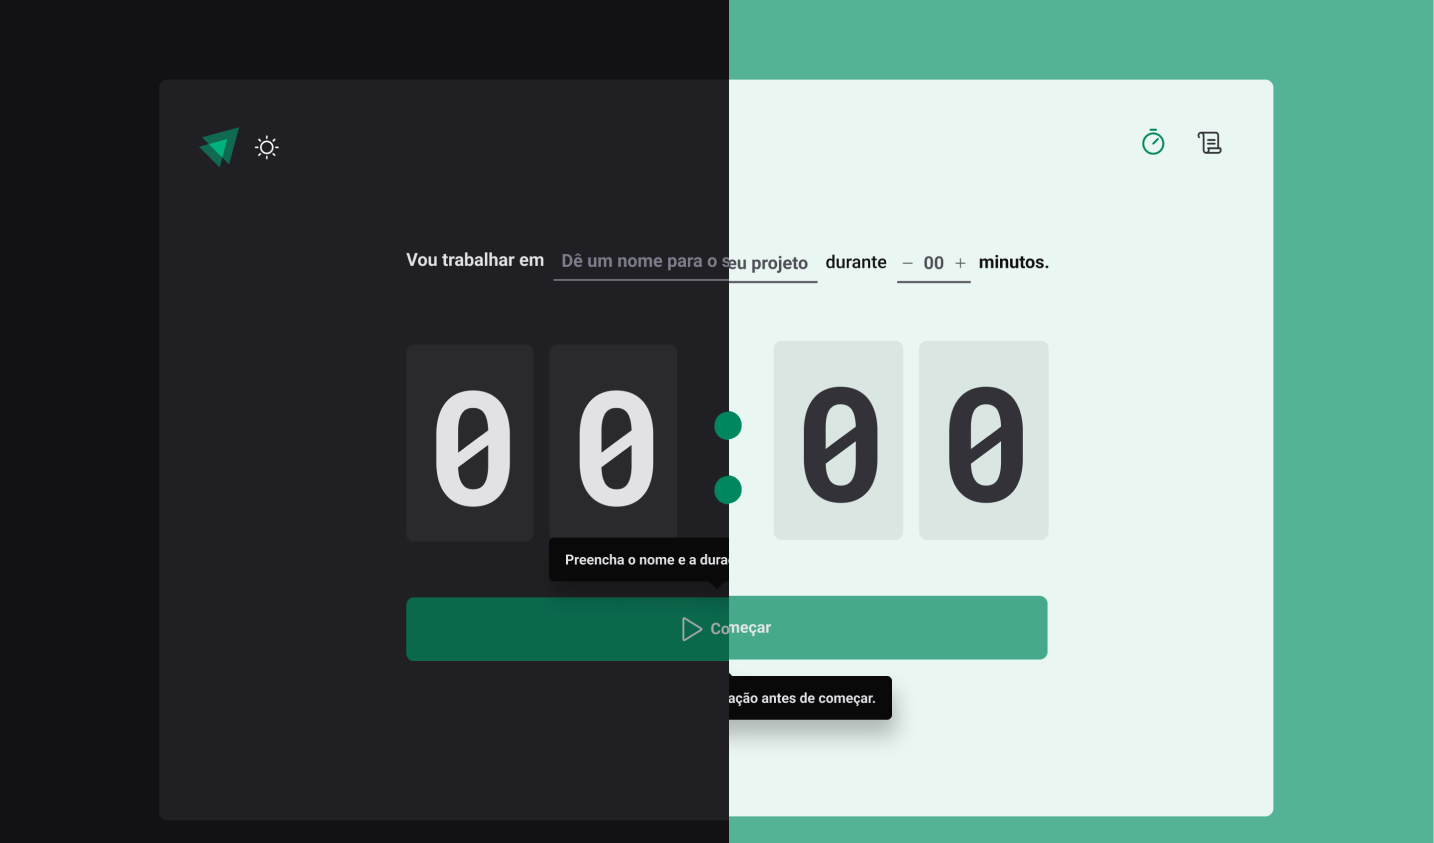 Vou trabalhar em Dê um nome para o seu projeto durante – 00 + minutos.
00:00
Preencha o nome e a dura
Começar
ação antes de começar.